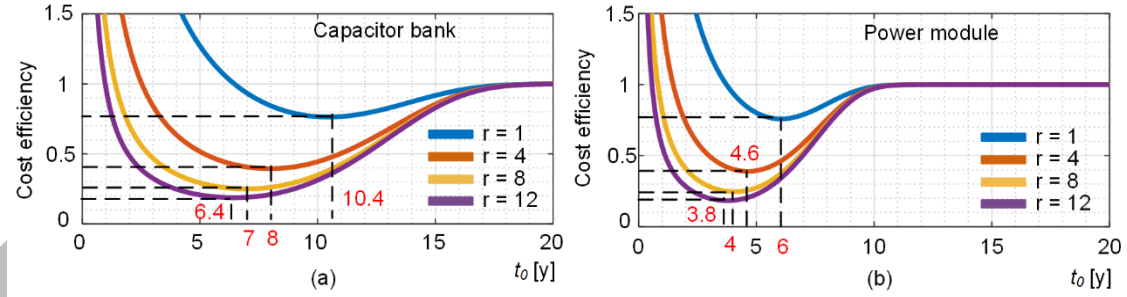 1.5
Capacitor bank
Cost efficiency
1
0.5
0
r = 1
r = 4
r = 8
r = 12
6.4
7
8
10.4
0
5
10
15
20
t0 [y]
(a)
1.5
Power module
Cost efficiency
1
0.5
0
r = 1
r = 4
r = 8
r = 12
4.6
3.8
4
6
0
5
10
15
20
t0 [y]
(b)